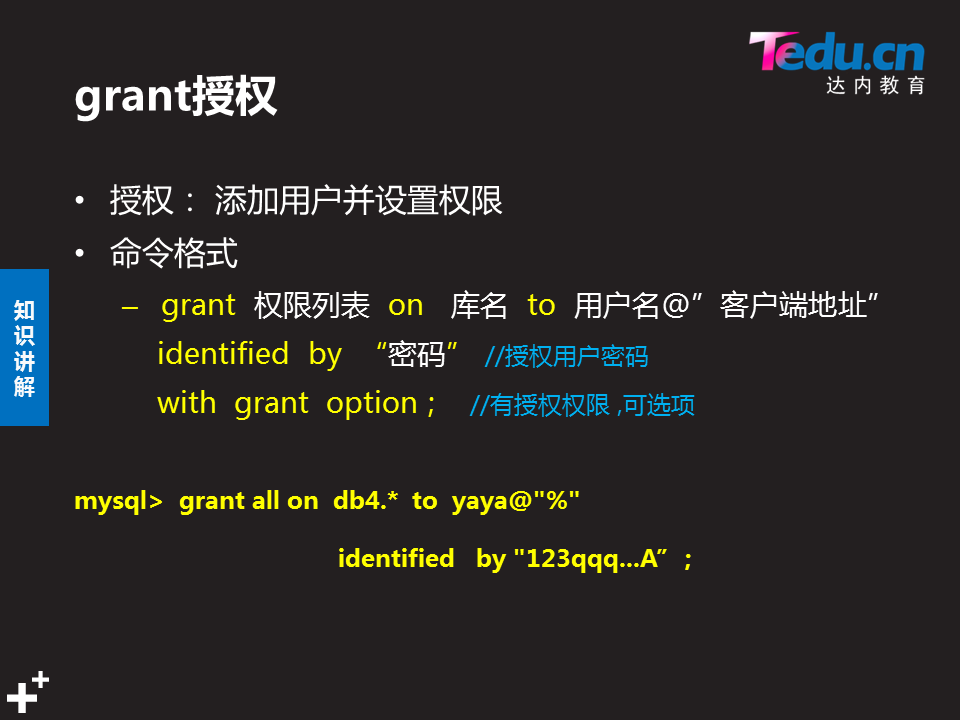 Tedu.cn
达内教育
grant授权
• 授权： 添加用户并设置权限
• 命令格式
– grant 权限列表 on 库名 to 用户名@”客户端地址”
identified by “密码” //授权用户密码
with grant option ; //有授权权限 ,可选项
知
识
讲
解
mysql> grant all on db4.* to yaya@"%"
identified by "123qqq...A” ;